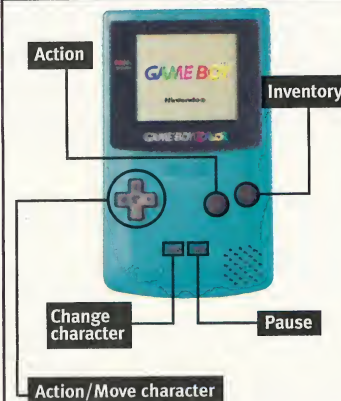 Action
GAME BOY
Nintendo
Inventory
GAME BOY COLOR
Change
character
Pause
Action/Move character